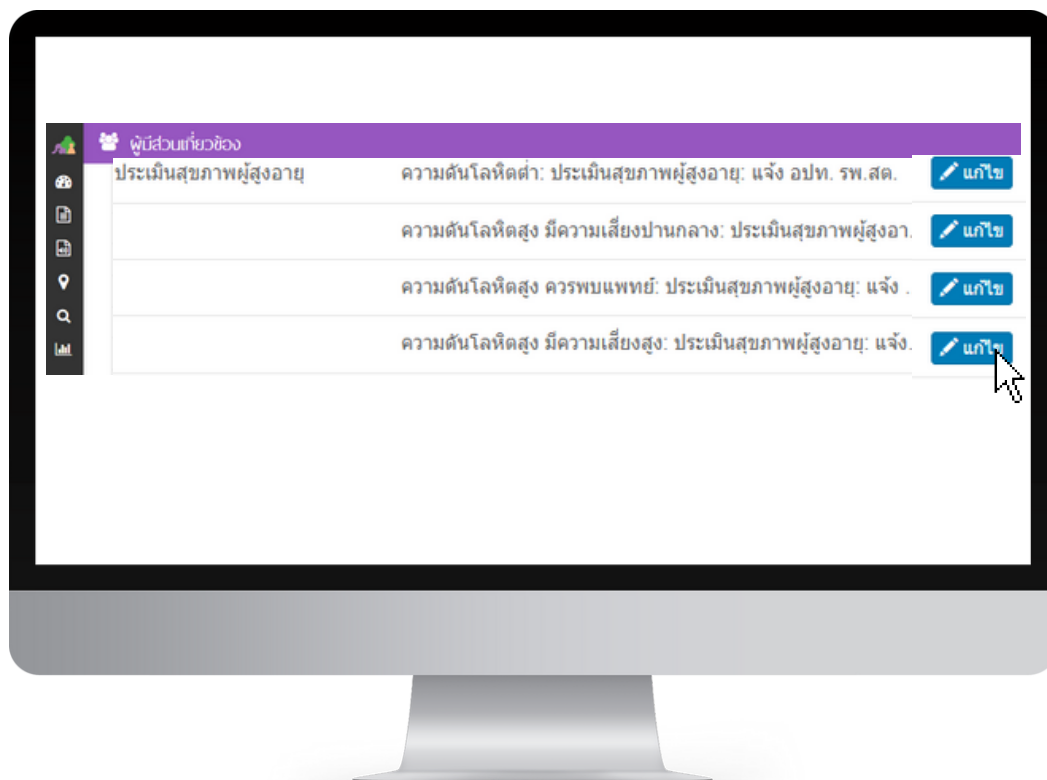 ผู้มีส่วนเกี่ยวข้อง
ประเมินสุขภาพผู้สูงอายุ ความดันโลหิตต่ำ: ประเมินสุขภาพผู้สูงอายุ: แจ้ง อปท. รพ.สต. แก้ไข
ความดันโลหิตสูง มีความเสี่ยงปานกลาง: ประเมินสุขภาพผู้สูงอา. แก้ไข
ความดันโลหิตสูง ควรพบแพทย์: ประเมินสุขภาพผู้สูงอายุ: แจ้ง . แก้ไข
ความดันโลหิตสูง มีความเสี่ยงสูง: ประเมินสุขภาพผู้สูงอายุ: แจ้ง. แก้ไข